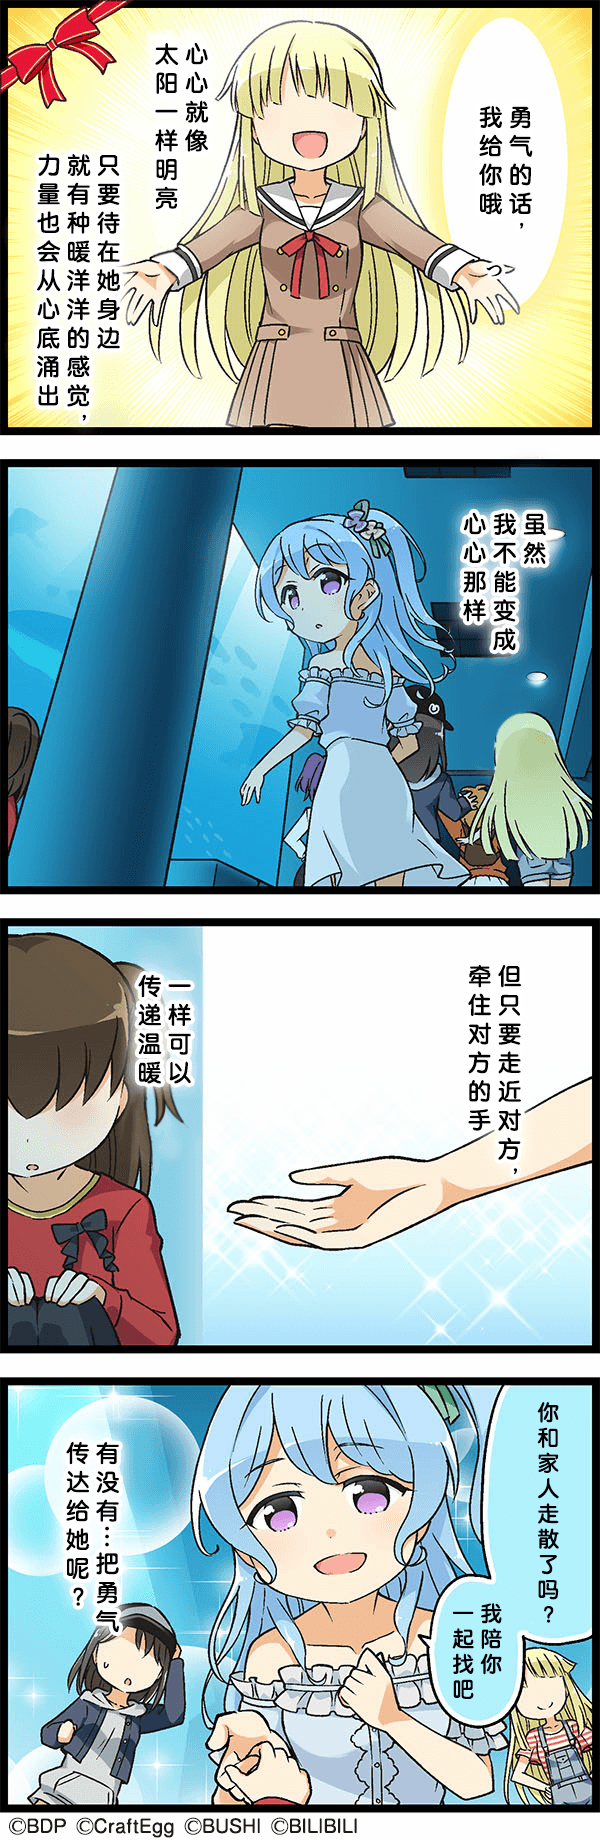 勇气的话，
我给你哦
心心就像
太阳一样明亮
只要待在她身边
就有种暖洋洋的感觉，
力量也会从心底涌出
虽然
我不能变成
心心那样
但只要走近对方，
牵住对方的手
一样可以
传递温暖
你和家人走散了吗？
我陪你
一起找吧
有没有…把勇气
传达给她呢？
©BDP ©CraftEgg ©BUSHI ©BILIBILI